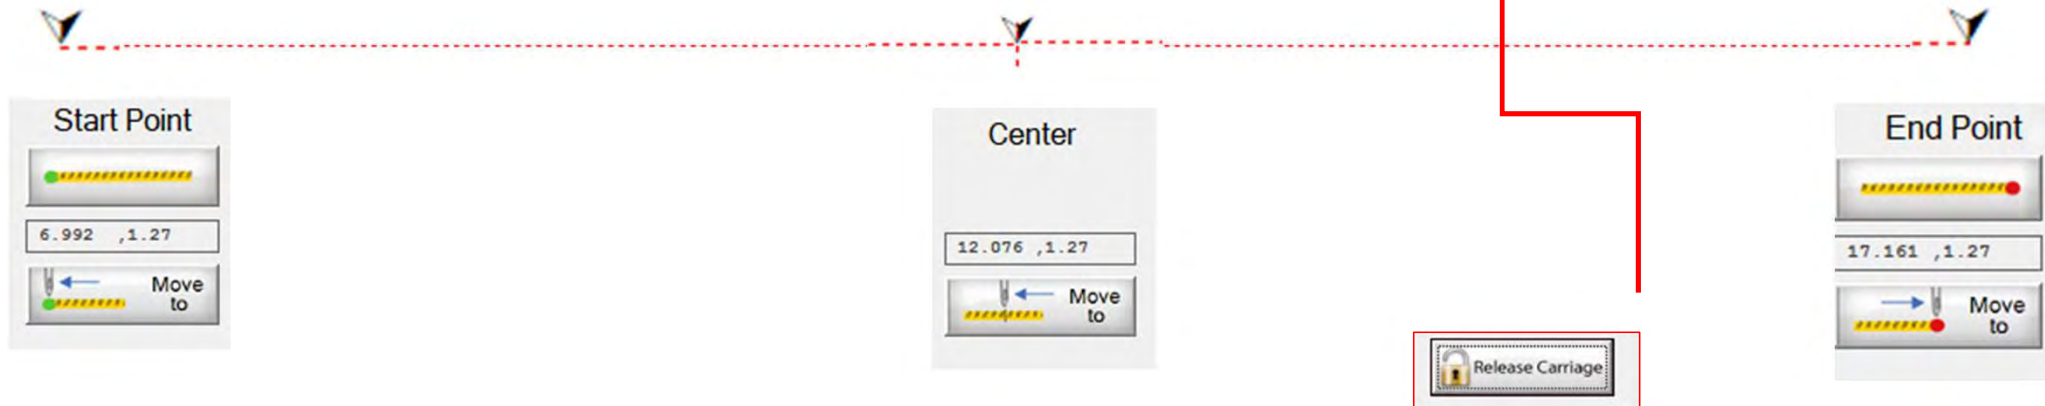 Start Point
6.992 ,1.27
Move
to
Center
12.076 ,1.27
Move
to
Release Carriage
End Point
17.161 ,1.27
Move
to